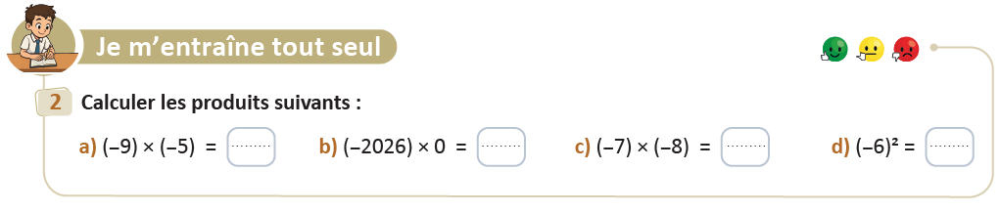 Je m’entraîne tout seul
2 Calculer les produits suivants :
a) (–9) × (–5) = ......... b) (–2026) × 0 = ......... c) (–7) × (–8) = ......... d) (–6)² = .........